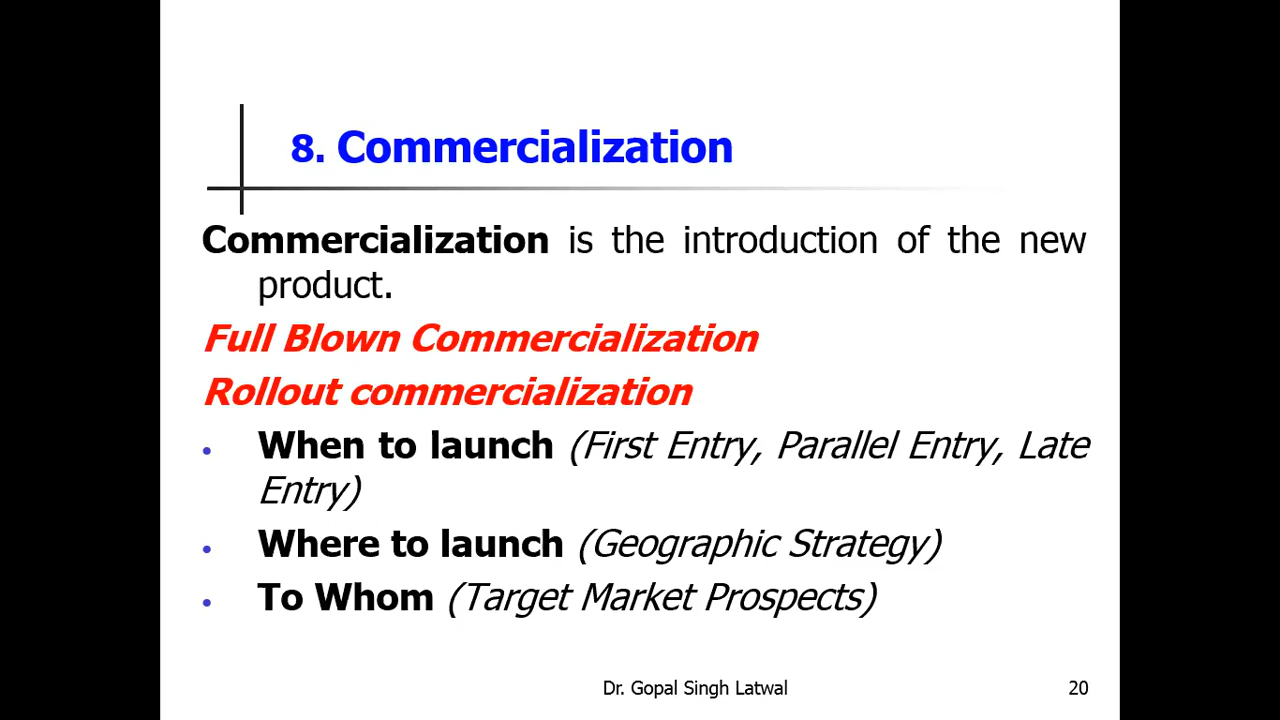 8. Commercialization
Commercialization is the introduction of the new
product.
Full Blown Commercialization
Rollout commercialization
• When to launch (First Entry, Parallel Entry, Late
Entry)
• Where to launch (Geographic Strategy)
• To Whom (Target Market Prospects)
Dr. Gopal Singh Latwal
20